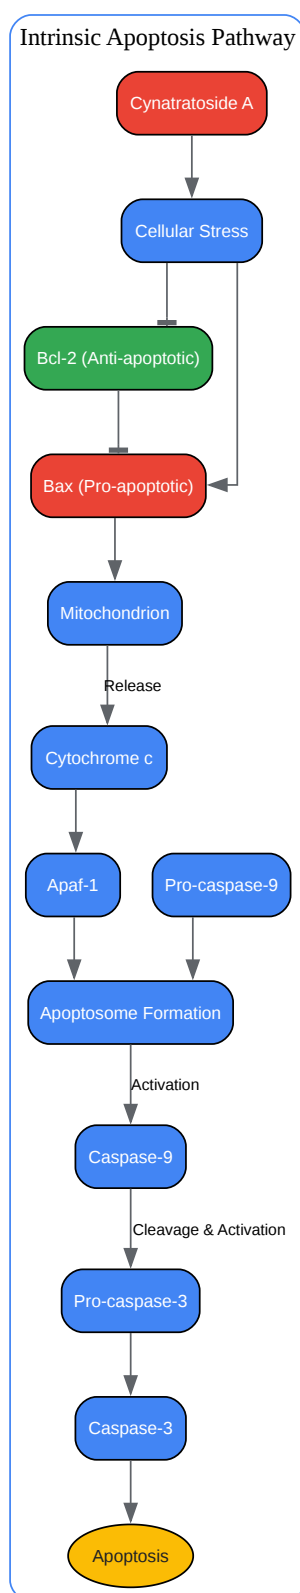 Intrinsic Apoptosis Pathway
Cynatratoside A
Cellular Stress
Bcl-2 (Anti-apoptotic)
Bax (Pro-apoptotic)
Mitochondrion
Release
Cytochrome c
Apaf-1
Pro-caspase-9
Apoptosome Formation
Activation
Caspase-9
Cleavage & Activation
Pro-caspase-3
Caspase-3
Apoptosis